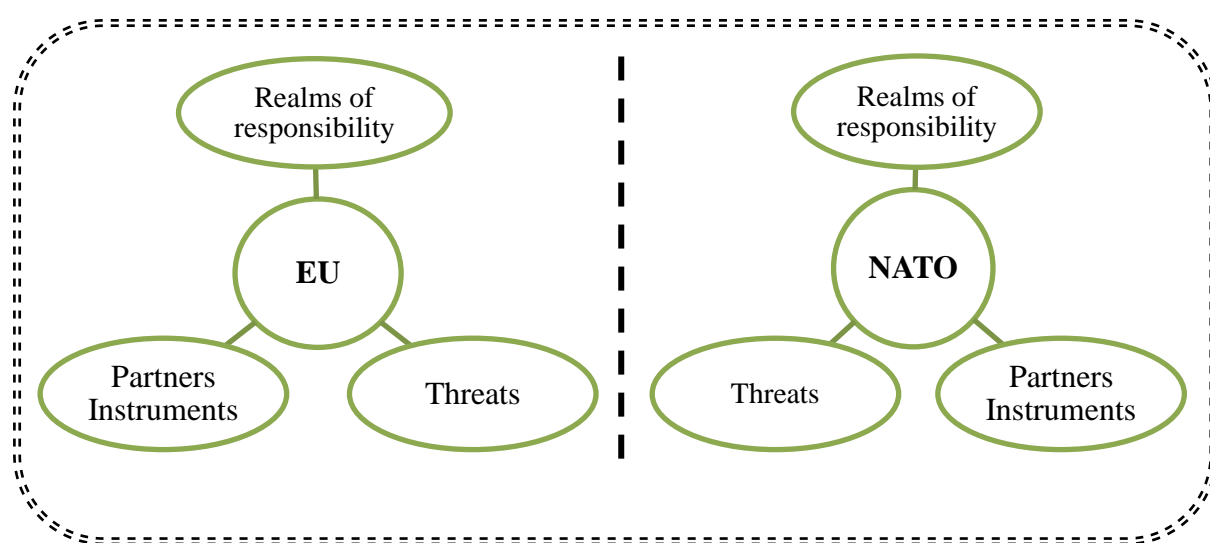 Realms of
responsibility
EU
Partners
Instruments
Threats
Realms of
responsibility
NATO
Threats
Partners
Instruments